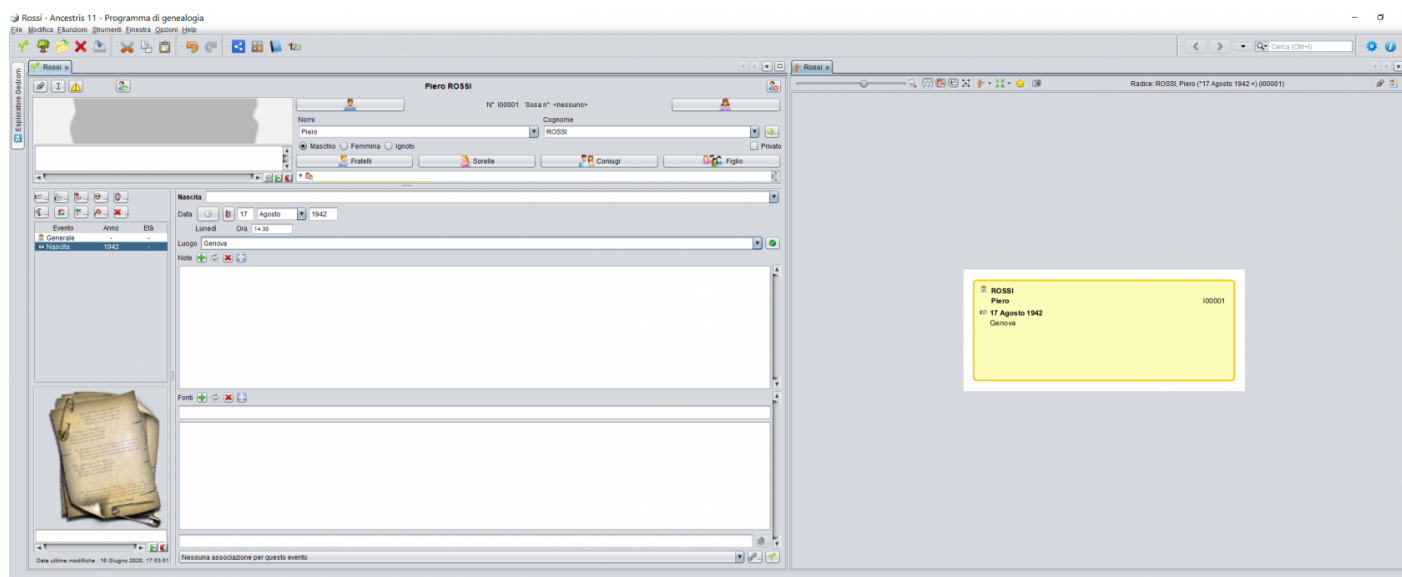 Rossi - Ancestris 11 - Programma di genealogia
File Modifica E&unzioni Strumenti Finestra Opzioni Help
123
Cerca (Ctrl+I)
Esploratore Gedcom
Rossi x
Piero ROSSI
N° I00001 Sosa n° <nessuno>
Nomi Cognome
Piero ROSSI
Maschio Femmina Ignoto Privato
Fratelli Sorelle Coniugi Figlio
Evento Anno Età
Generale - -
Nascita 1942 -
Nascita
Data 17 Agosto 1942
Lunedì Ora 14.30
Luogo Genova
Note
Fonti
Nessuna associazione per questo evento
Data ultime modifiche : 16 Giugno 2020, 17:53:51
Rossi x
Radice: ROSSI, Piero (*17 Agosto 1942 +) (I00001)
ROSSI
Piero I00001
17 Agosto 1942
Genova